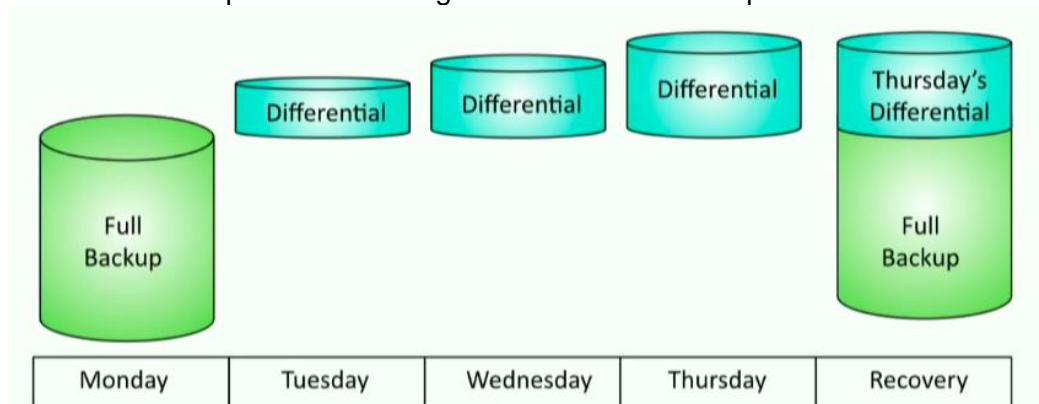 Differential
Differential
Differential
Thursday's
Differential
Full
Backup
Full
Backup
Monday
Tuesday
Wednesday
Thursday
Recovery